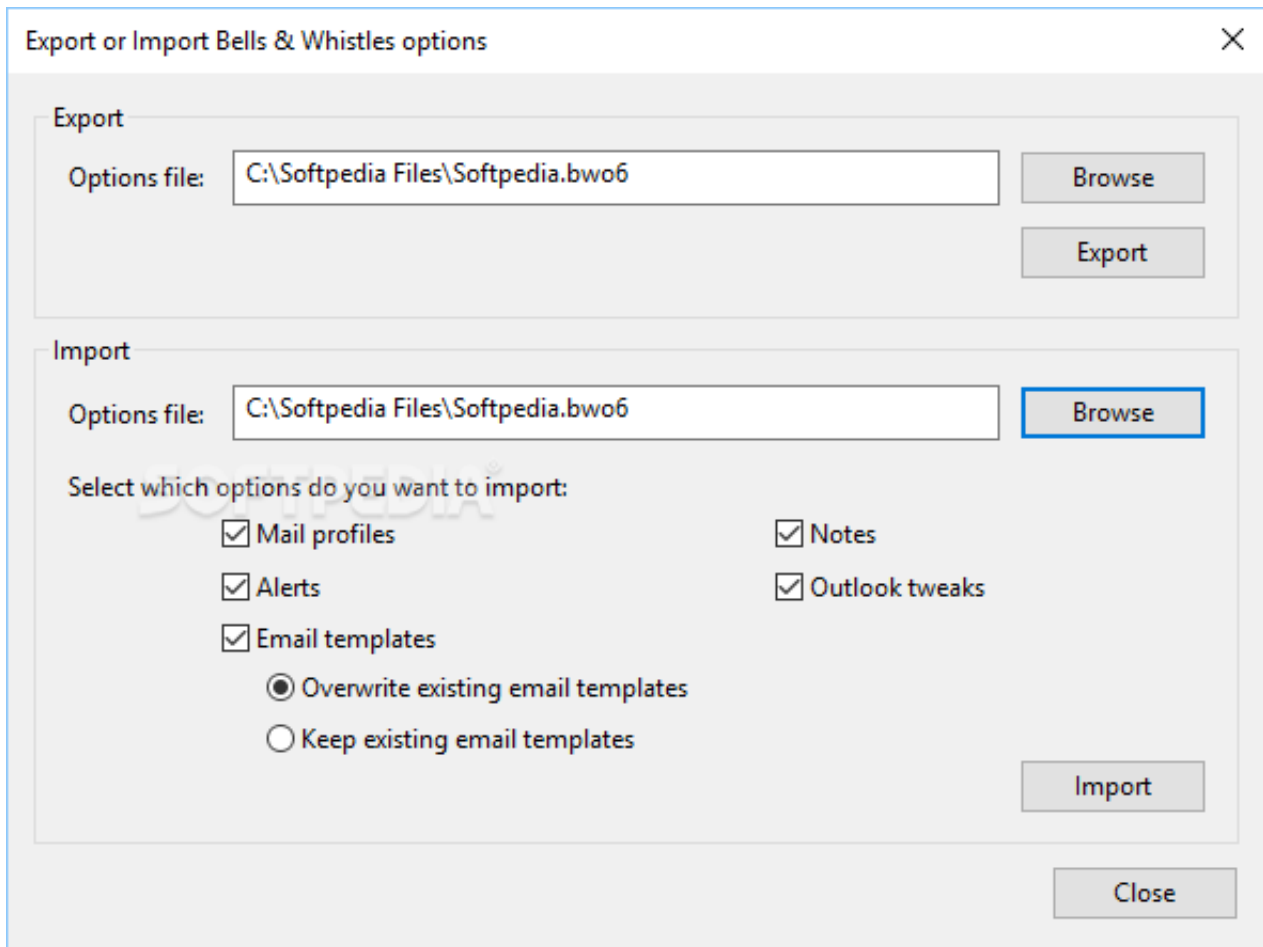 Export or Import Bells & Whistles options
Export
Options file: C:\Softpedia Files\Softpedia.bwo6 Browse
Export
Import
Options file: C:\Softpedia Files\Softpedia.bwo6 Browse
SOFTPEDIA®
Select which options do you want to import:
Mail profiles Notes
Alerts Outlook tweaks
Email templates
Overwrite existing email templates
Keep existing email templates
Import
Close